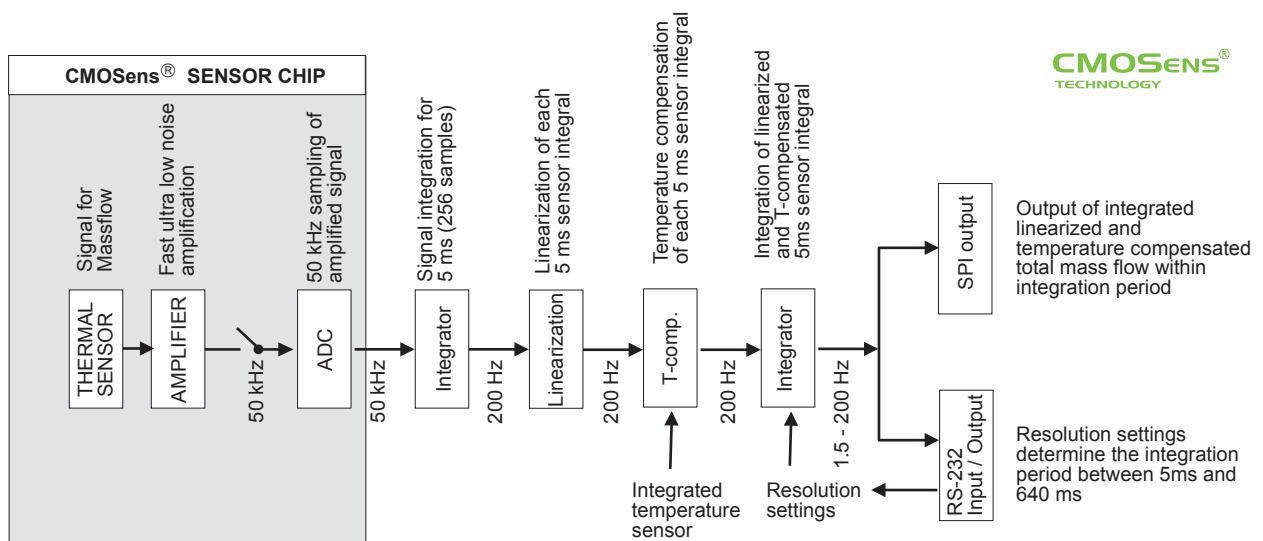 CMOSens® SENSOR CHIP
CMOSENS®
TECHNOLOGY
Signal for
Massflow
Fast ultra low noise
amplification
50 kHz sampling of
amplified signal
Signal integration for
5 ms (256 samples)
Linearization of each
5 ms sensor integral
Temperature compensation
of each 5 ms sensor integral
Integration of linearized
and T-compensated
5ms sensor integral
THERMAL
SENSOR
AMPLIFIER
50 kHz
ADC
50 kHz
Integrator
200 Hz
Linearization
200 Hz
T-comp.
200 Hz
Integrator
1.5 - 200 Hz
SPI output
Output of integrated
linearized and
temperature compensated
total mass flow within
integration period
RS-232
Input / Output
Resolution settings
determine the integration
period between 5ms and
640 ms
Integrated
temperature
sensor
Resolution
settings